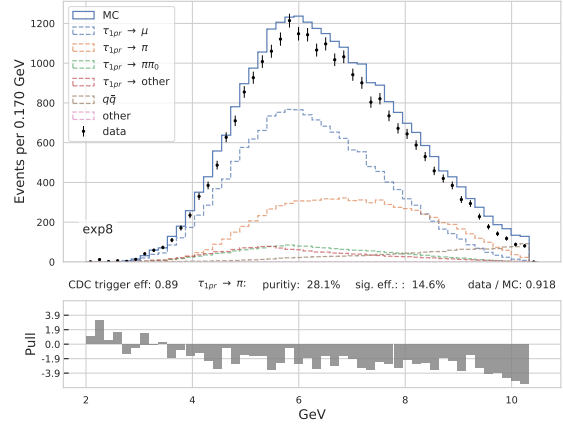 MC
τ1pr → μ
τ1pr → π
τ1pr → ππ0
τ1pr → other
qq̄
other
data
Events per 0.170 GeV
1200
1000
800
600
400
200
0
exp8
CDC trigger eff: 0.89 τ1pr → π: puritiy: 28.1% sig. eff.: : 14.6% data / MC: 0.918
Pull
3.9
1.9
0.0
−1.9
−3.9
2 4 6 8 10
GeV